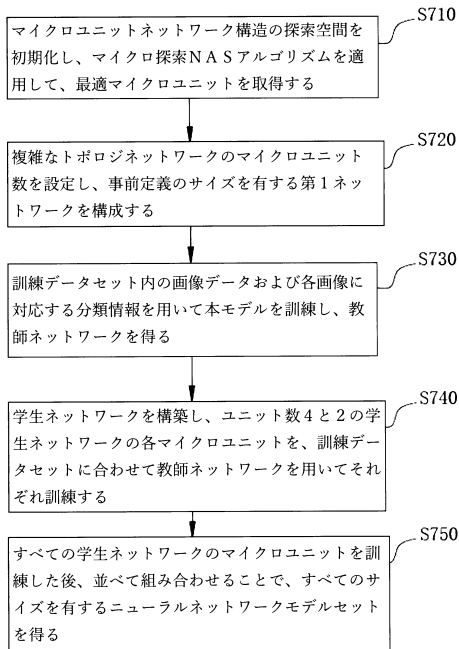 S710
マイクロユニットネットワーク構造の探索空間を
初期化し、マイクロ探索ＮＡＳアルゴリズムを適
用して、最適マイクロユニットを取得する
S720
複雑なトポロジネットワークのマイクロユニット
数を設定し、事前定義のサイズを有する第１ネッ
トワークを構成する
S730
訓練データセット内の画像データおよび各画像に
対応する分類情報を用いて本モデルを訓練し、教
師ネットワークを得る
S740
学生ネットワークを構築し、ユニット数４と２の学
生ネットワークの各マイクロユニットを、訓練デー
タセットに合わせて教師ネットワークを用いてそれ
ぞれ訓練する
S750
すべての学生ネットワークのマイクロユニットを訓
練した後、並べて組み合わせることで、すべてのサ
イズを有するニューラルネットワークモデルセット
を得る